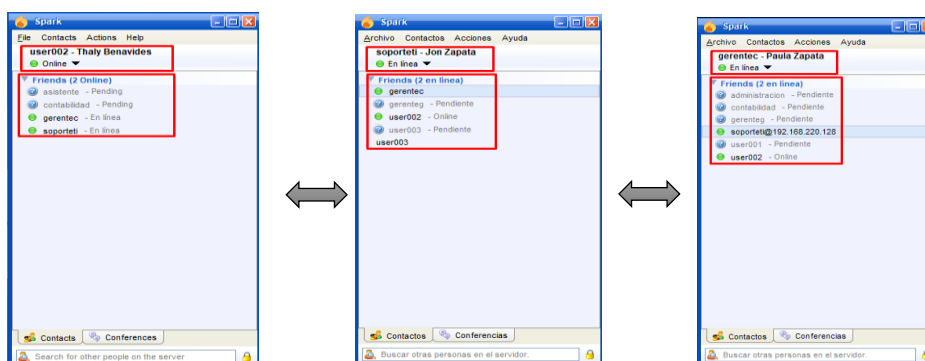 Spark
File Contacts Actions Help
user002 - Thaly Benavides
Online
Friends (2 Online)
asistente - Pending
contabilidad - Pending
gerentec - En línea
soporteti - En línea
Contacts Conferences
Search for other people on the server
Spark
Archivo Contactos Acciones Ayuda
soporteti - Jon Zapata
En línea
Friends (2 en línea)
gerentec
gerenteg - Pendiente
user002 - Online
user003 - Pendiente
user003
Contactos Conferencias
Buscar otras personas en el servidor.
Spark
Archivo Contactos Acciones Ayuda
gerentec - Paula Zapata
En línea
Friends (2 en línea)
administracion - Pendiente
contabilidad - Pendiente
gerenteg - Pendiente
soporteti@192.168.220.128
user001 - Pendiente
user002 - Online
Contactos Conferencias
Buscar otras personas en el servidor.